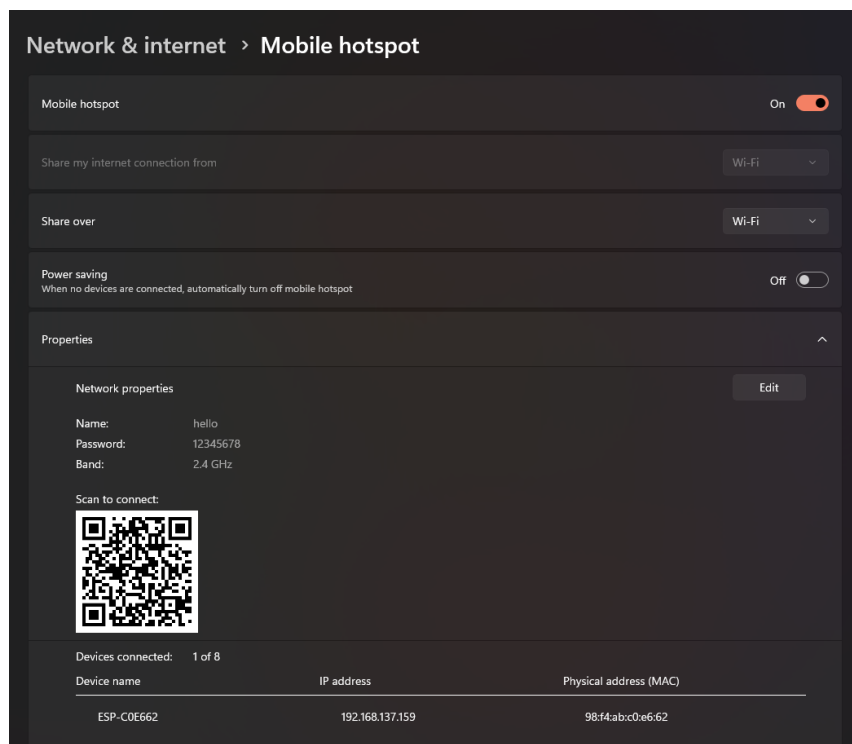 Network & internet > Mobile hotspot
Mobile hotspot On
Share my internet connection from Wi-Fi
Share over Wi-Fi
Power saving Off
When no devices are connected, automatically turn off mobile hotspot
Properties
Network properties Edit
Name: hello
Password: 12345678
Band: 2.4 GHz
Scan to connect:
Devices connected: 1 of 8
Device name IP address Physical address (MAC)
ESP-C0E662 192.168.137.159 98:f4:ab:c0:e6:62